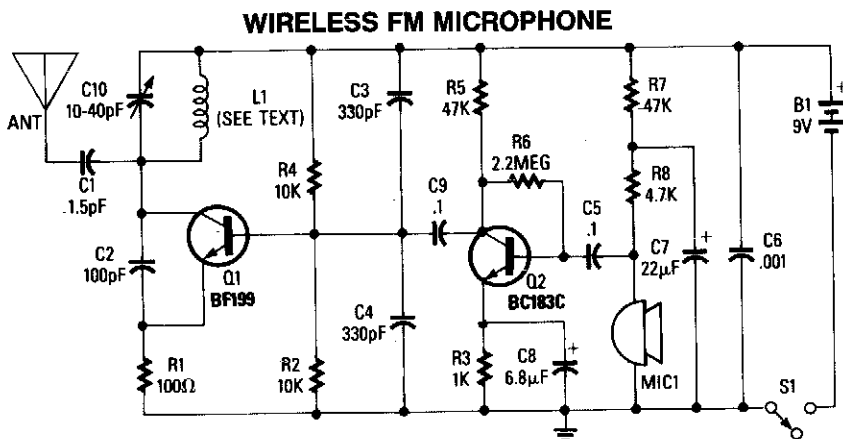 WIRELESS FM MICROPHONE
ANT
C10
10-40pF
L1
(SEE TEXT)
C1
1.5pF
C2
100pF
Q1
BF199
R1
100Ω
R4
10K
R2
10K
C3
330pF
C4
330pF
C9
.1
R5
47K
R6
2.2MEG
Q2
BC183C
R3
1K
C8
6.8µF
+
C5
.1
R7
47K
R8
4.7K
C7
22µF
+
MIC1
C6
.001
B1
9V
+
S1